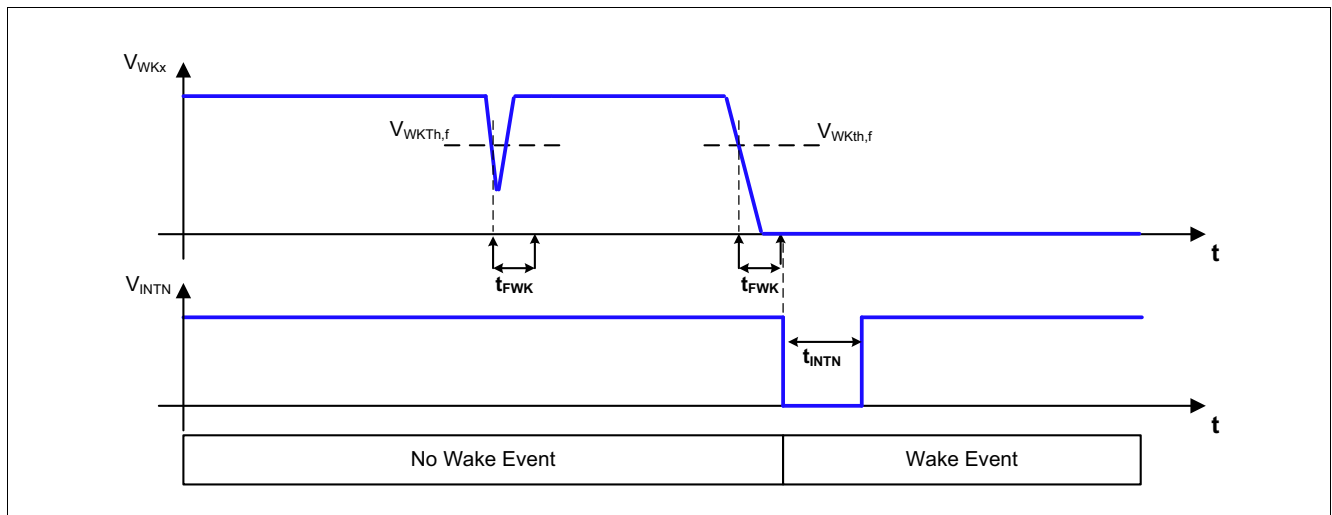 VWKx
VWKTh,f
VWKth,f
t
tFWK
tFWK
VINTN
tINTN
t
No Wake Event
Wake Event